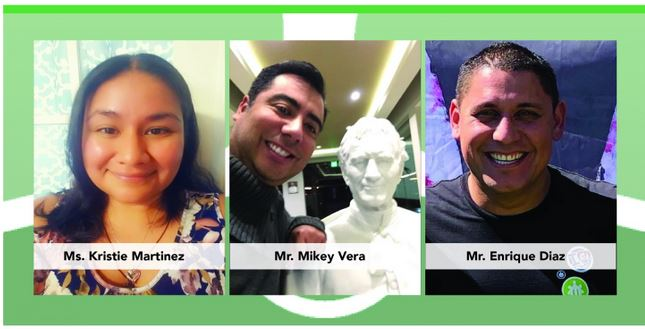 Ms. Kristie Martinez
Mr. Mikey Vera
Mr. Enrique Diaz